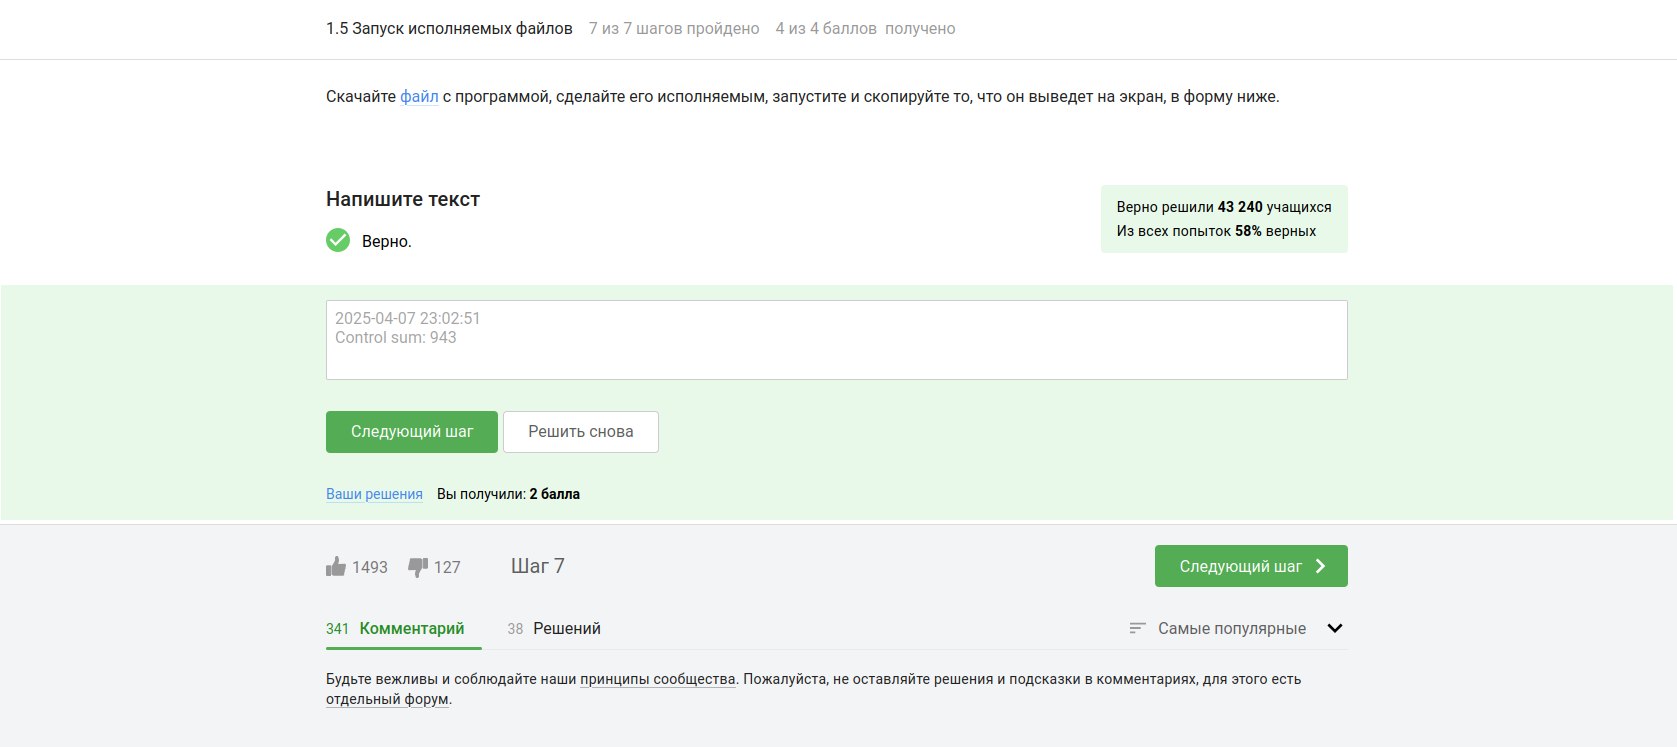 1.5 Запуск исполняемых файлов 7 из 7 шагов пройдено 4 из 4 баллов получено
Скачайте файл с программой, сделайте его исполняемым, запустите и скопируйте то, что он выведет на экран, в форму ниже.
Напишите текст
Верно.
Верно решили 43 240 учащихся
Из всех попыток 58% верных
2025-04-07 23:02:51
Control sum: 943
Следующий шаг Решить снова
Ваши решения Вы получили: 2 балла
1493 127 Шаг 7 Следующий шаг
341 Комментарий 38 Решений Самые популярные
Будьте вежливы и соблюдайте наши принципы сообщества. Пожалуйста, не оставляйте решения и подсказки в комментариях, для этого есть
отдельный форум.